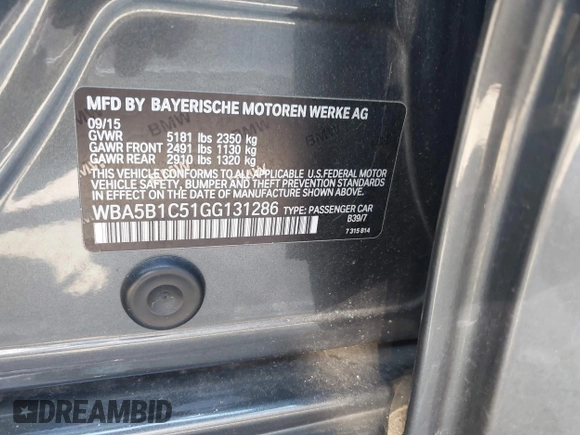 MFD BY BAYERISCHE MOTOREN WERKE AG
09/15
GVWR 5181 lbs 2350 kg
GAWR FRONT 2491 lbs 1130 kg
GAWR REAR 2910 lbs 1320 kg
THIS VEHICLE CONFORMS TO ALL APPLICABLE U.S.FEDERAL MOTOR
VEHICLE SAFETY, BUMPER AND THEFT PREVENTION STANDARDS
IN EFFECT ON THE DATE OF MANUFACTURE SHOWN ABOVE.
WBA5B1C51GG131286 TYPE: PASSENGER CAR
B39/7
7 315 814
DREAMBID